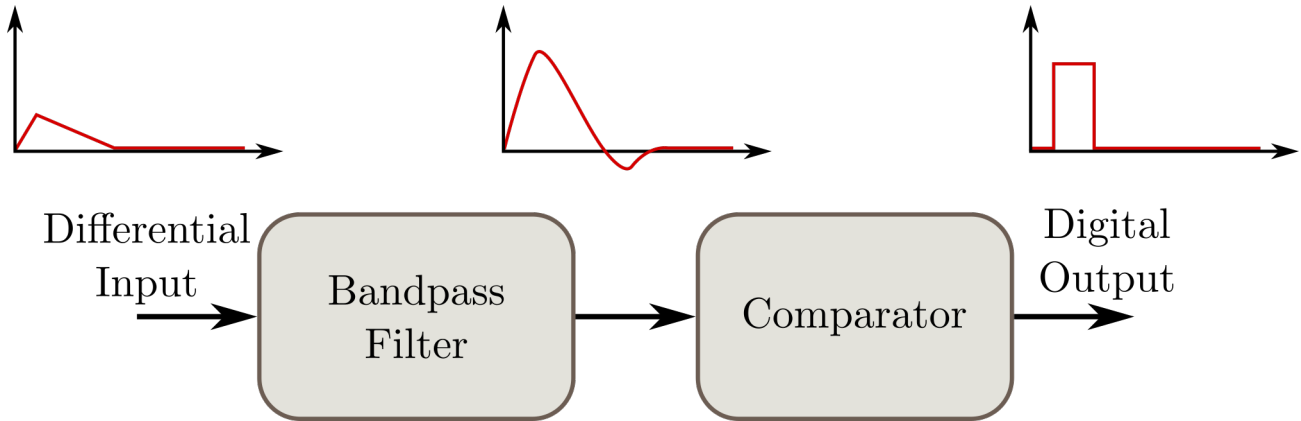 Differential
Input
Bandpass
Filter
Comparator
Digital
Output